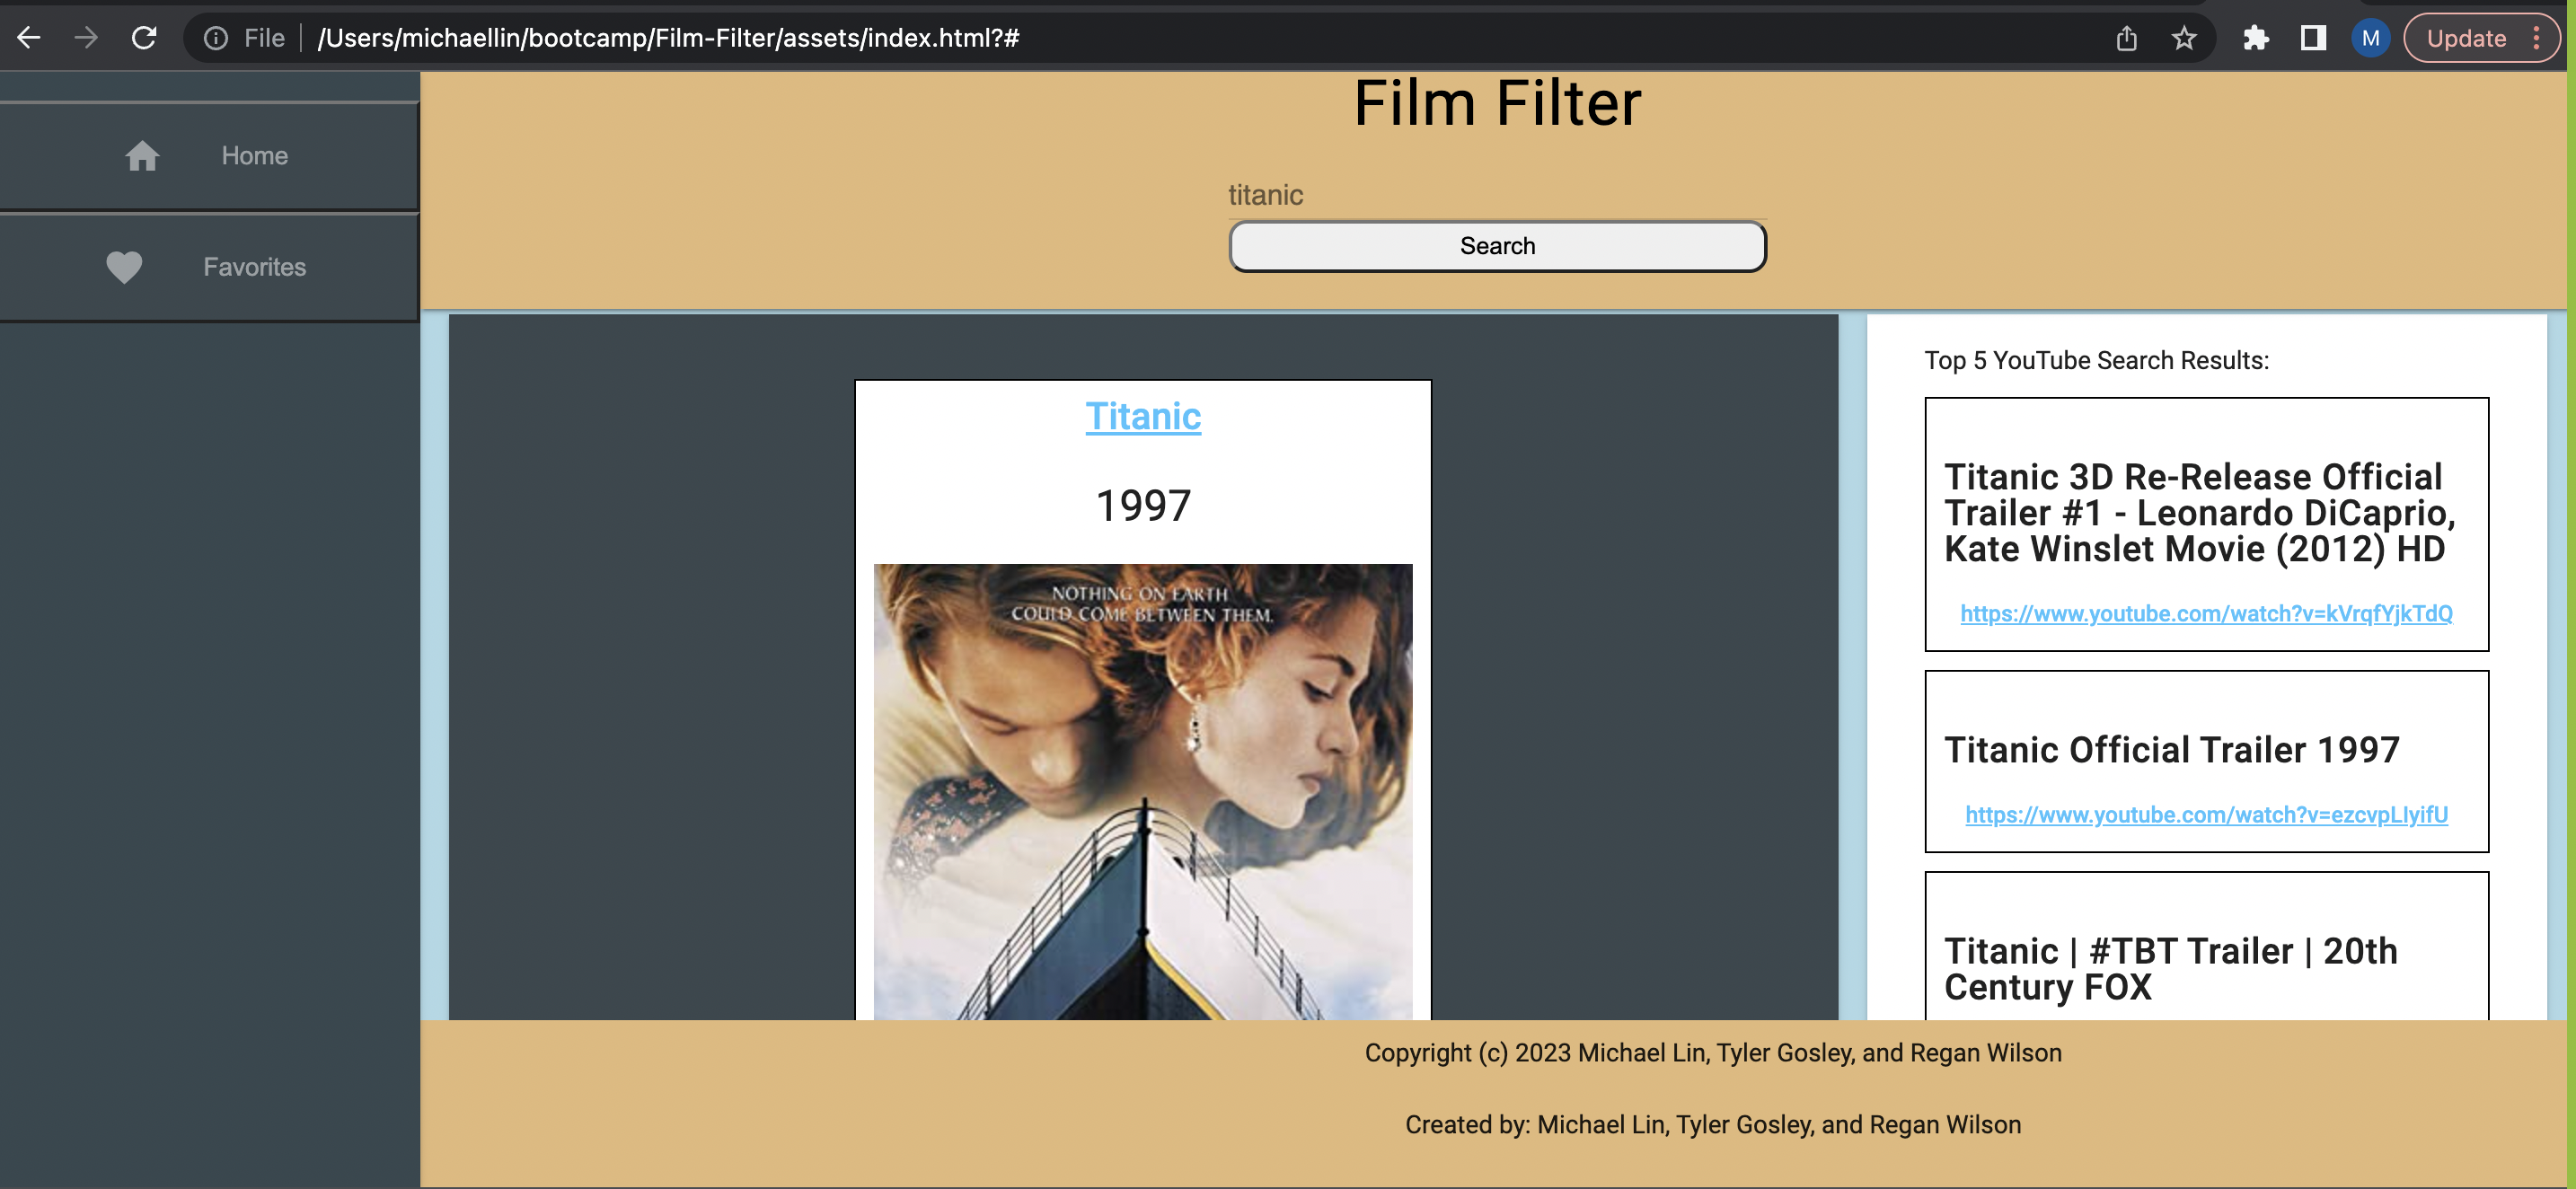 File
/Users/michaellin/bootcamp/Film-Filter/assets/index.html?#
M
Update
Home
Favorites
Film Filter
titanic
Search
Titanic
1997
NOTHING ON EARTH
COULD COME BETWEEN THEM.
Top 5 YouTube Search Results:
Titanic 3D Re-Release Official
Trailer #1 - Leonardo DiCaprio,
Kate Winslet Movie (2012) HD
https://www.youtube.com/watch?v=kVrqfYjkTdQ
Titanic Official Trailer 1997
https://www.youtube.com/watch?v=ezcvpLIyifU
Titanic | #TBT Trailer | 20th
Century FOX
Copyright (c) 2023 Michael Lin, Tyler Gosley, and Regan Wilson
Created by: Michael Lin, Tyler Gosley, and Regan Wilson